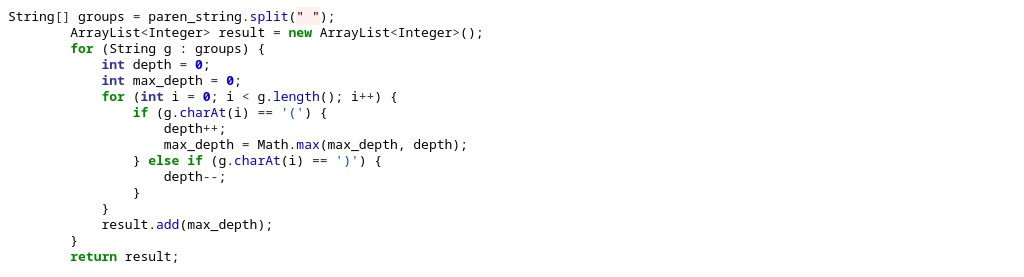 String[] groups = paren_string.split(" ");
        ArrayList<Integer> result = new ArrayList<Integer>();
        for (String g : groups) {
            int depth = 0;
            int max_depth = 0;
            for (int i = 0; i < g.length(); i++) {
                if (g.charAt(i) == '(') {
                    depth++;
                    max_depth = Math.max(max_depth, depth);
                } else if (g.charAt(i) == ')') {
                    depth--;
                }
            }
            result.add(max_depth);
        }
        return result;